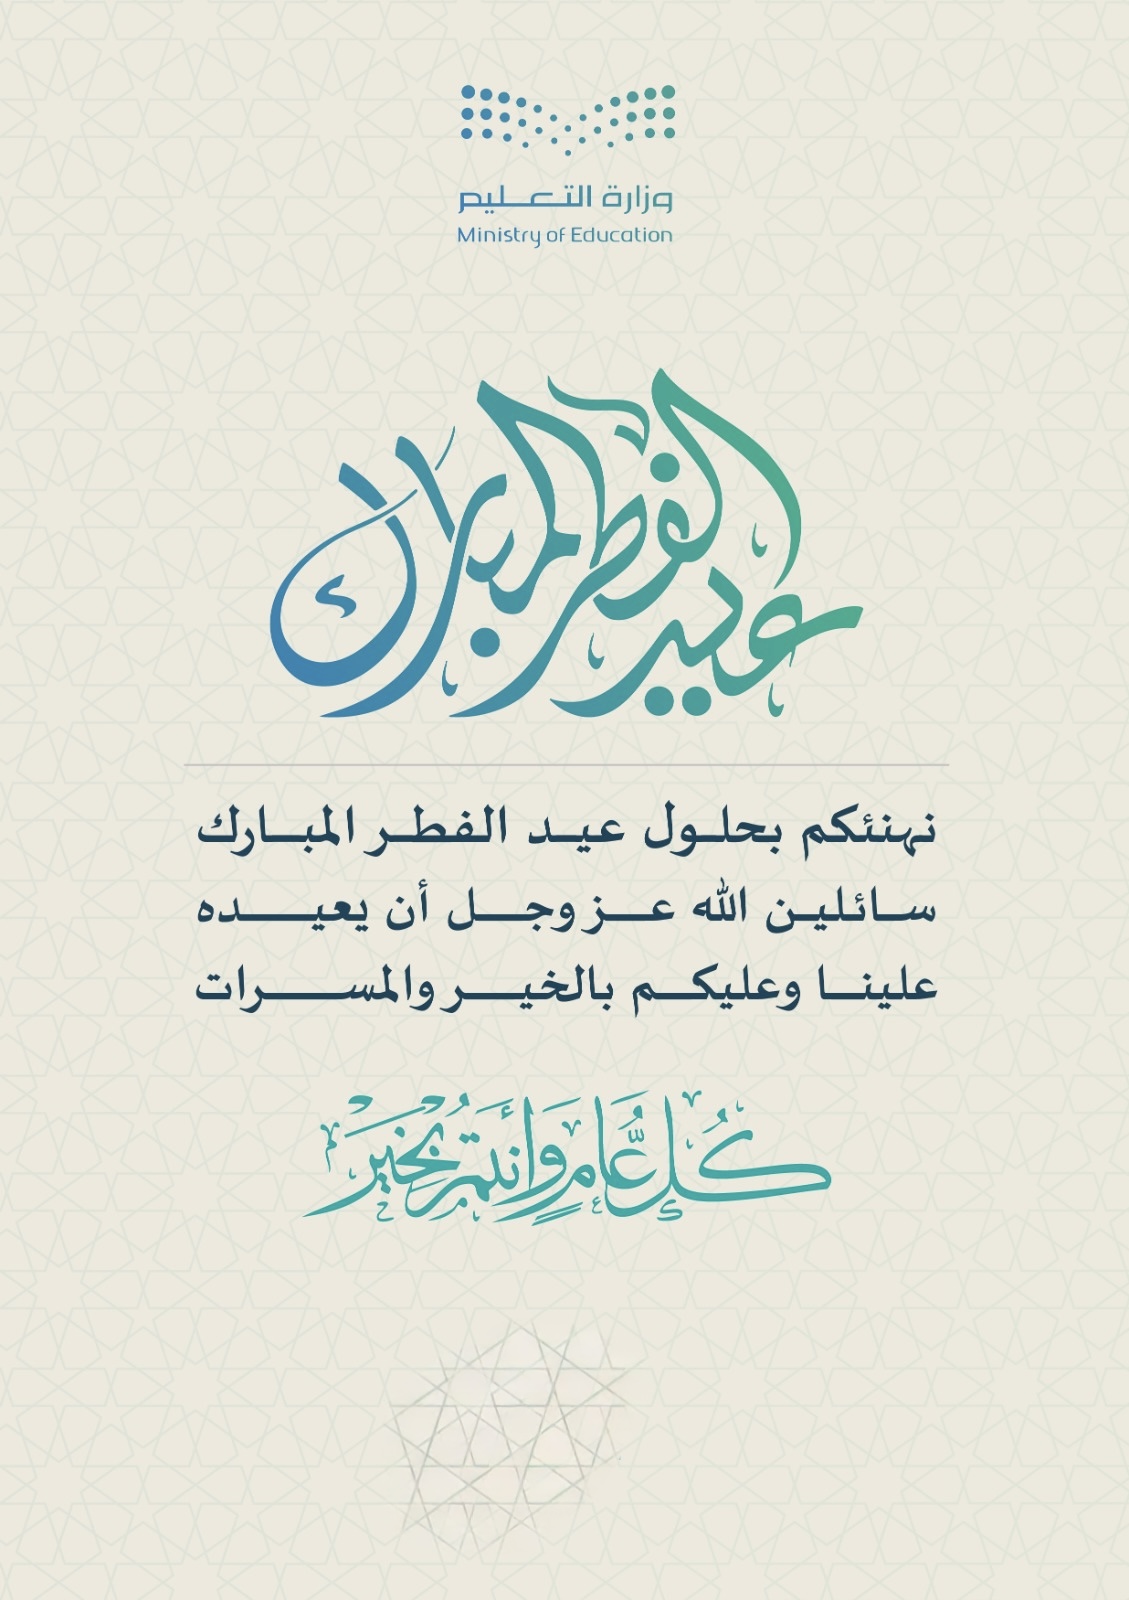 وزارة التعليم
Ministry of Education
عيد الفطر المبارك
نهنئكم بحلول عيد الفطر المبارك
سائلين الله عز وجل أن يعيده
علينا وعليكم بالخير والمسرات
كُلُّ عَامٍ وَأَنتُم بِخَيْر